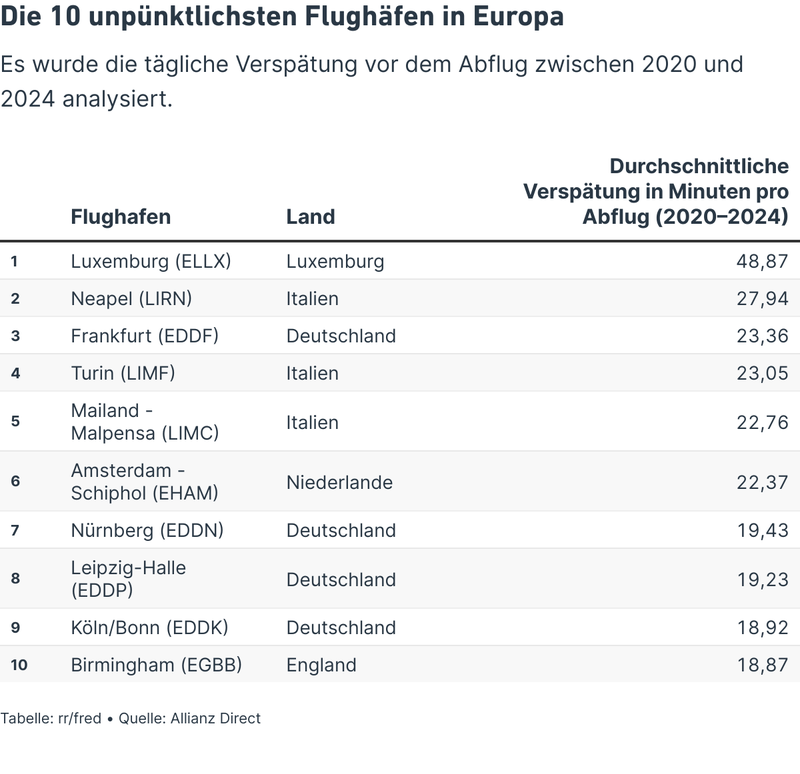 Die 10 unpünktlichsten Flughäfen in Europa
Es wurde die tägliche Verspätung vor dem Abflug zwischen 2020 und
2024 analysiert.
Flughafen Land Durchschnittliche
Verspätung in Minuten pro
Abflug (2020–2024)
1 Luxemburg (ELLX) Luxemburg 48,87
2 Neapel (LIRN) Italien 27,94
3 Frankfurt (EDDF) Deutschland 23,36
4 Turin (LIMF) Italien 23,05
5 Mailand -
Malpensa (LIMC) Italien 22,76
6 Amsterdam -
Schiphol (EHAM) Niederlande 22,37
7 Nürnberg (EDDN) Deutschland 19,43
8 Leipzig-Halle
(EDDP) Deutschland 19,23
9 Köln/Bonn (EDDK) Deutschland 18,92
10 Birmingham (EGBB) England 18,87
Tabelle: rr/fred • Quelle: Allianz Direct